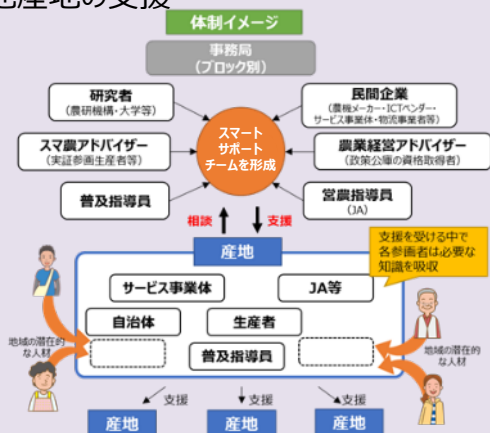 他産地の支援
体制イメージ
事務局
(ブロック別)
研究者
(農研機構・大学等)
民間企業
(農機メーカー・ICTベンダー・
サービス事業体・物流事業者等)
スマ農アドバイザー
(実証参画生産者等)
スマート
サポート
チームを形成
農業経営アドバイザー
(政策公庫の資格取得者)
普及指導員
営農指導員
(JA)
相談
支援
産地
支援を受ける中で
各参画者は必要な
知識を吸収
サービス事業体
JA等
自治体
生産者
普及指導員
地域の潜在的
な人材
地域の潜在的
な人材
支援
支援
支援
産地
産地
産地